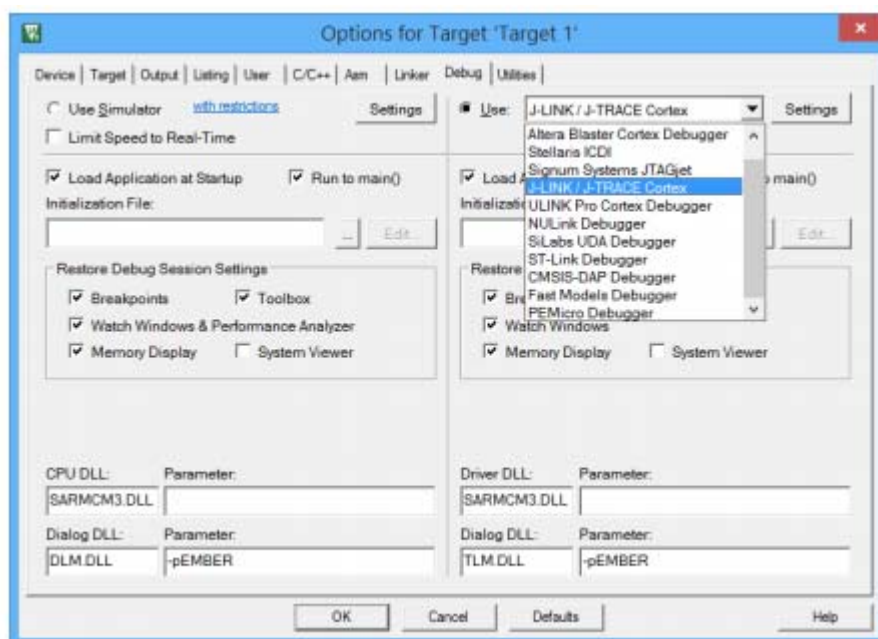 Options for Target 'Target 1'
Device Target Output Listing User C/C++ Asm Linker Debug Utilities
Use Simulator with restrictions Settings
Limit Speed to Real-Time
Load Application at Startup Run to main()
Initialization File:
... Edit...
Restore Debug Session Settings
Breakpoints Toolbox
Watch Windows & Performance Analyzer
Memory Display System Viewer
CPU DLL: Parameter:
SARMCM3.DLL
Dialog DLL: Parameter:
DLM.DLL -pEMBER
Use: J-LINK / J-TRACE Cortex Settings
Altera Blaster Cortex Debugger
Stellaris ICDI
Signum Systems JTAGjet
J-LINK / J-TRACE Cortex
ULINK Pro Cortex Debugger
NULink Debugger
SiLabs UDA Debugger
ST-Link Debugger
CMSIS-DAP Debugger
Fast Models Debugger
PEMicro Debugger
Load main()
Edit...
Watch Windows
Memory Display System Viewer
Driver DLL: Parameter:
SARMCM3.DLL
Dialog DLL: Parameter:
TLM.DLL -pEMBER
OK Cancel Defaults Help